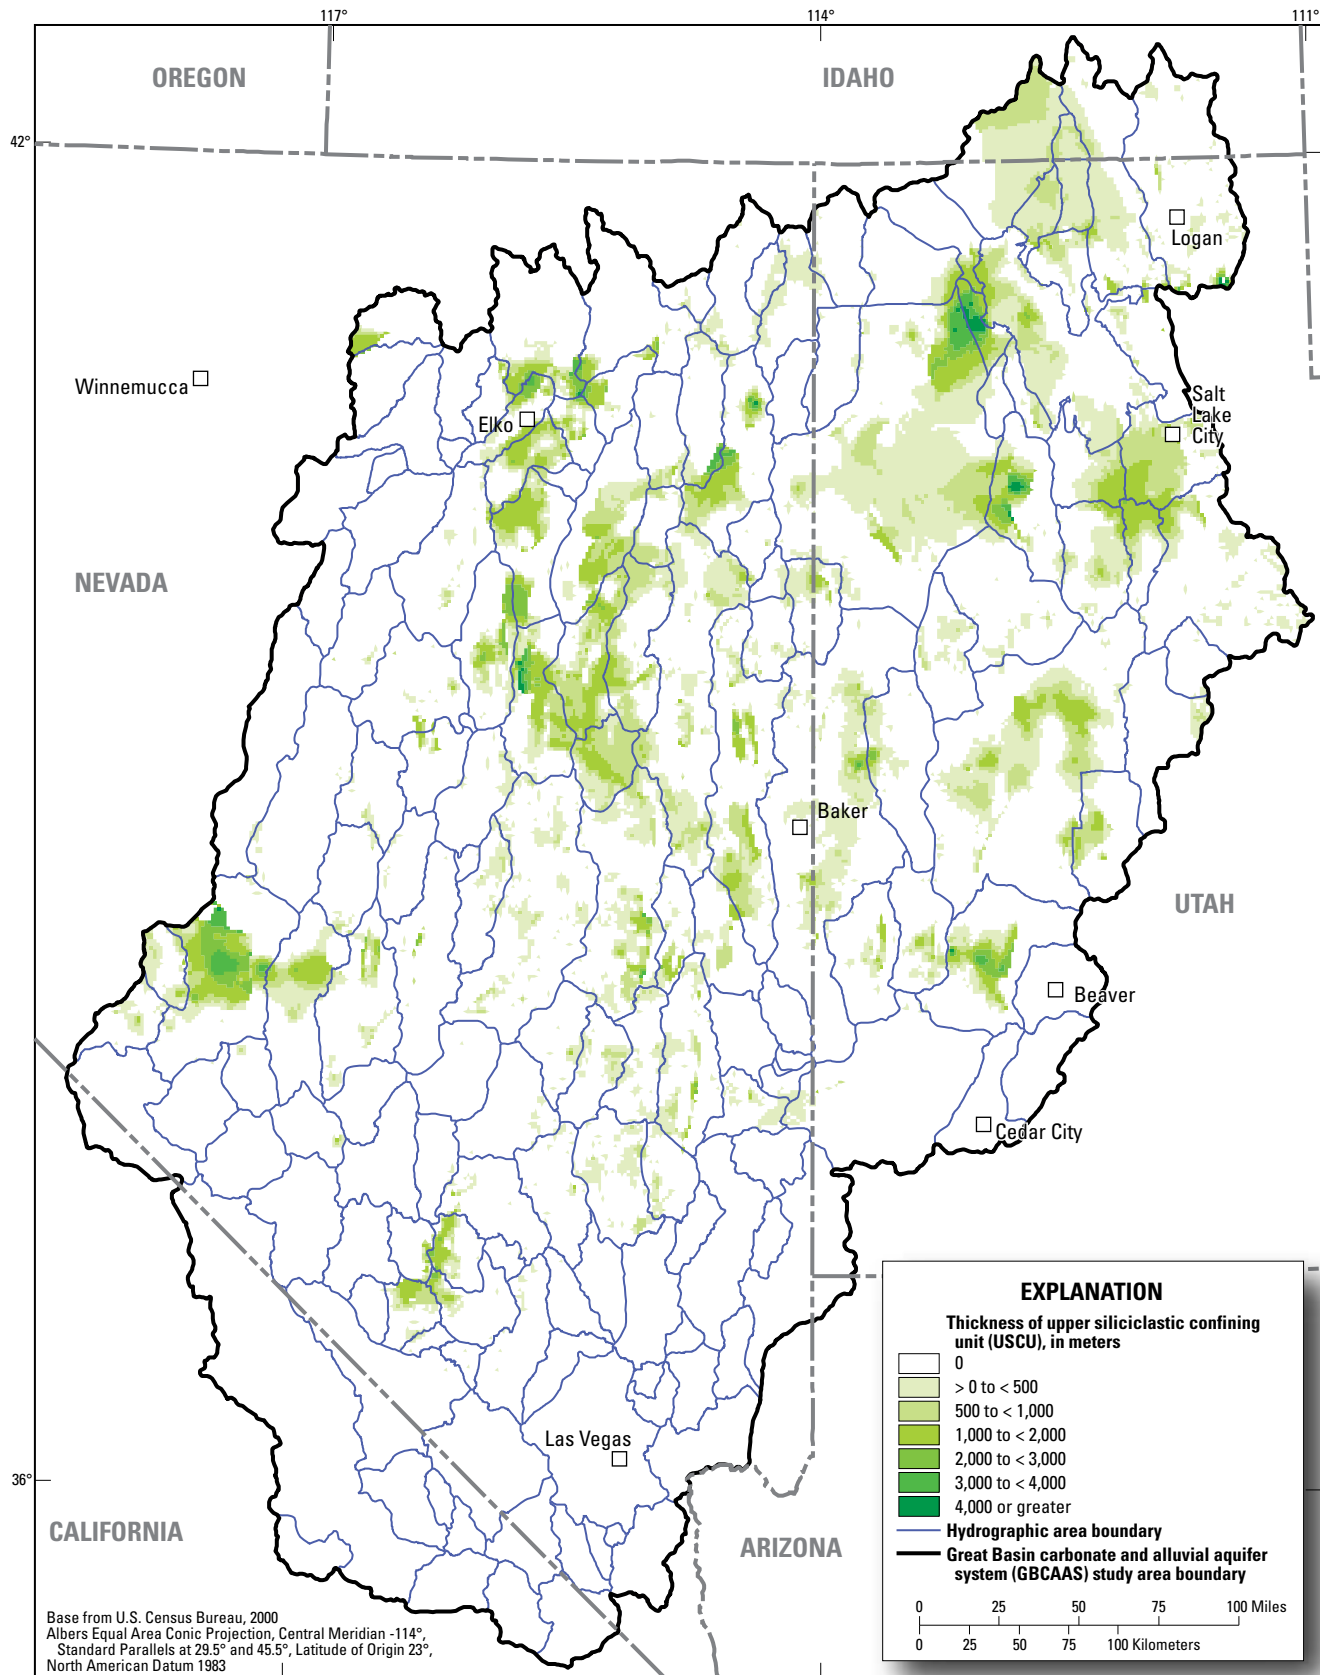 117°
114°
111°
OREGON
IDAHO
42°
Logan
Winnemucca
Salt
Lake
City
Elko
NEVADA
Baker
UTAH
Beaver
Cedar City
EXPLANATION
Thickness of upper siliciclastic confining
unit (USCU), in meters
0
> 0 to < 500
500 to < 1,000
1,000 to < 2,000
2,000 to < 3,000
3,000 to < 4,000
4,000 or greater
Hydrographic area boundary
Great Basin carbonate and alluvial aquifer
system (GBCAAS) study area boundary
0 25 50 75 100 Miles
0 25 50 75 100 Kilometers
Las Vegas
36°
CALIFORNIA
ARIZONA
Base from U.S. Census Bureau, 2000
Albers Equal Area Conic Projection, Central Meridian -114°,
Standard Parallels at 29.5° and 45.5°, Latitude of Origin 23°,
North American Datum 1983